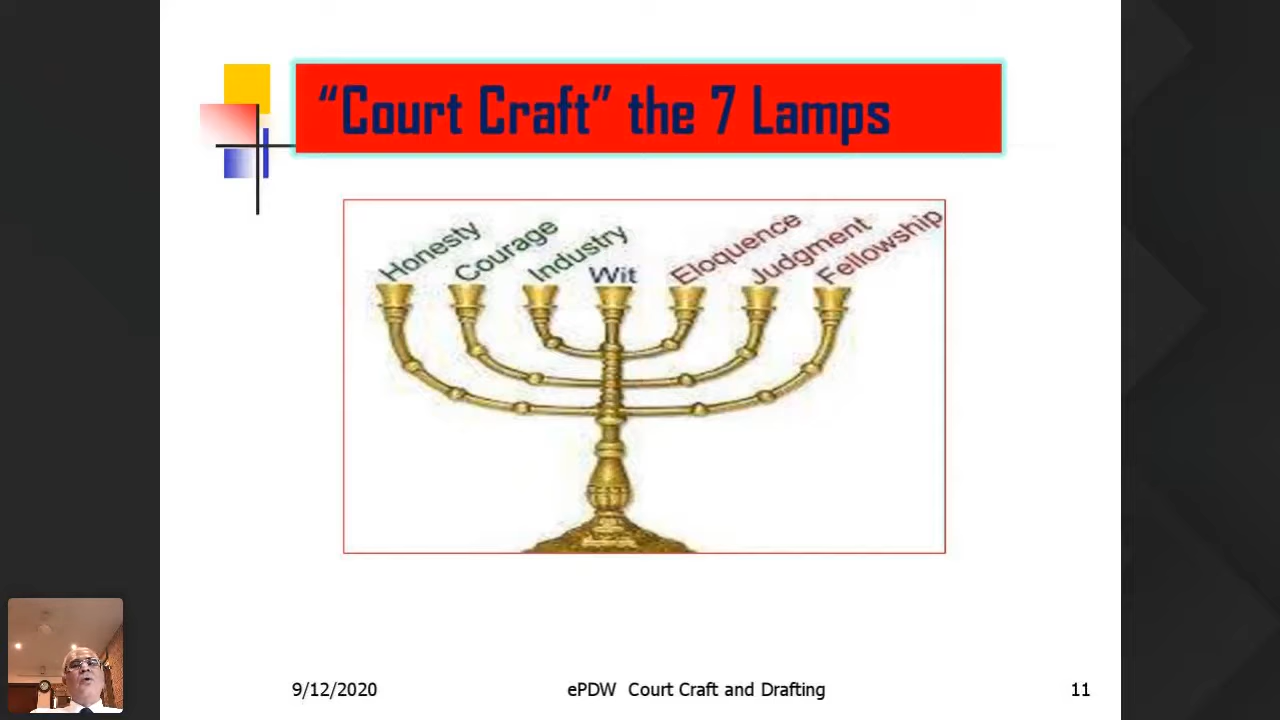 “Court Craft” the 7 Lamps
Honesty
Courage
Industry
Wit
Eloquence
Judgment
Fellowship
9/12/2020
ePDW Court Craft and Drafting
11